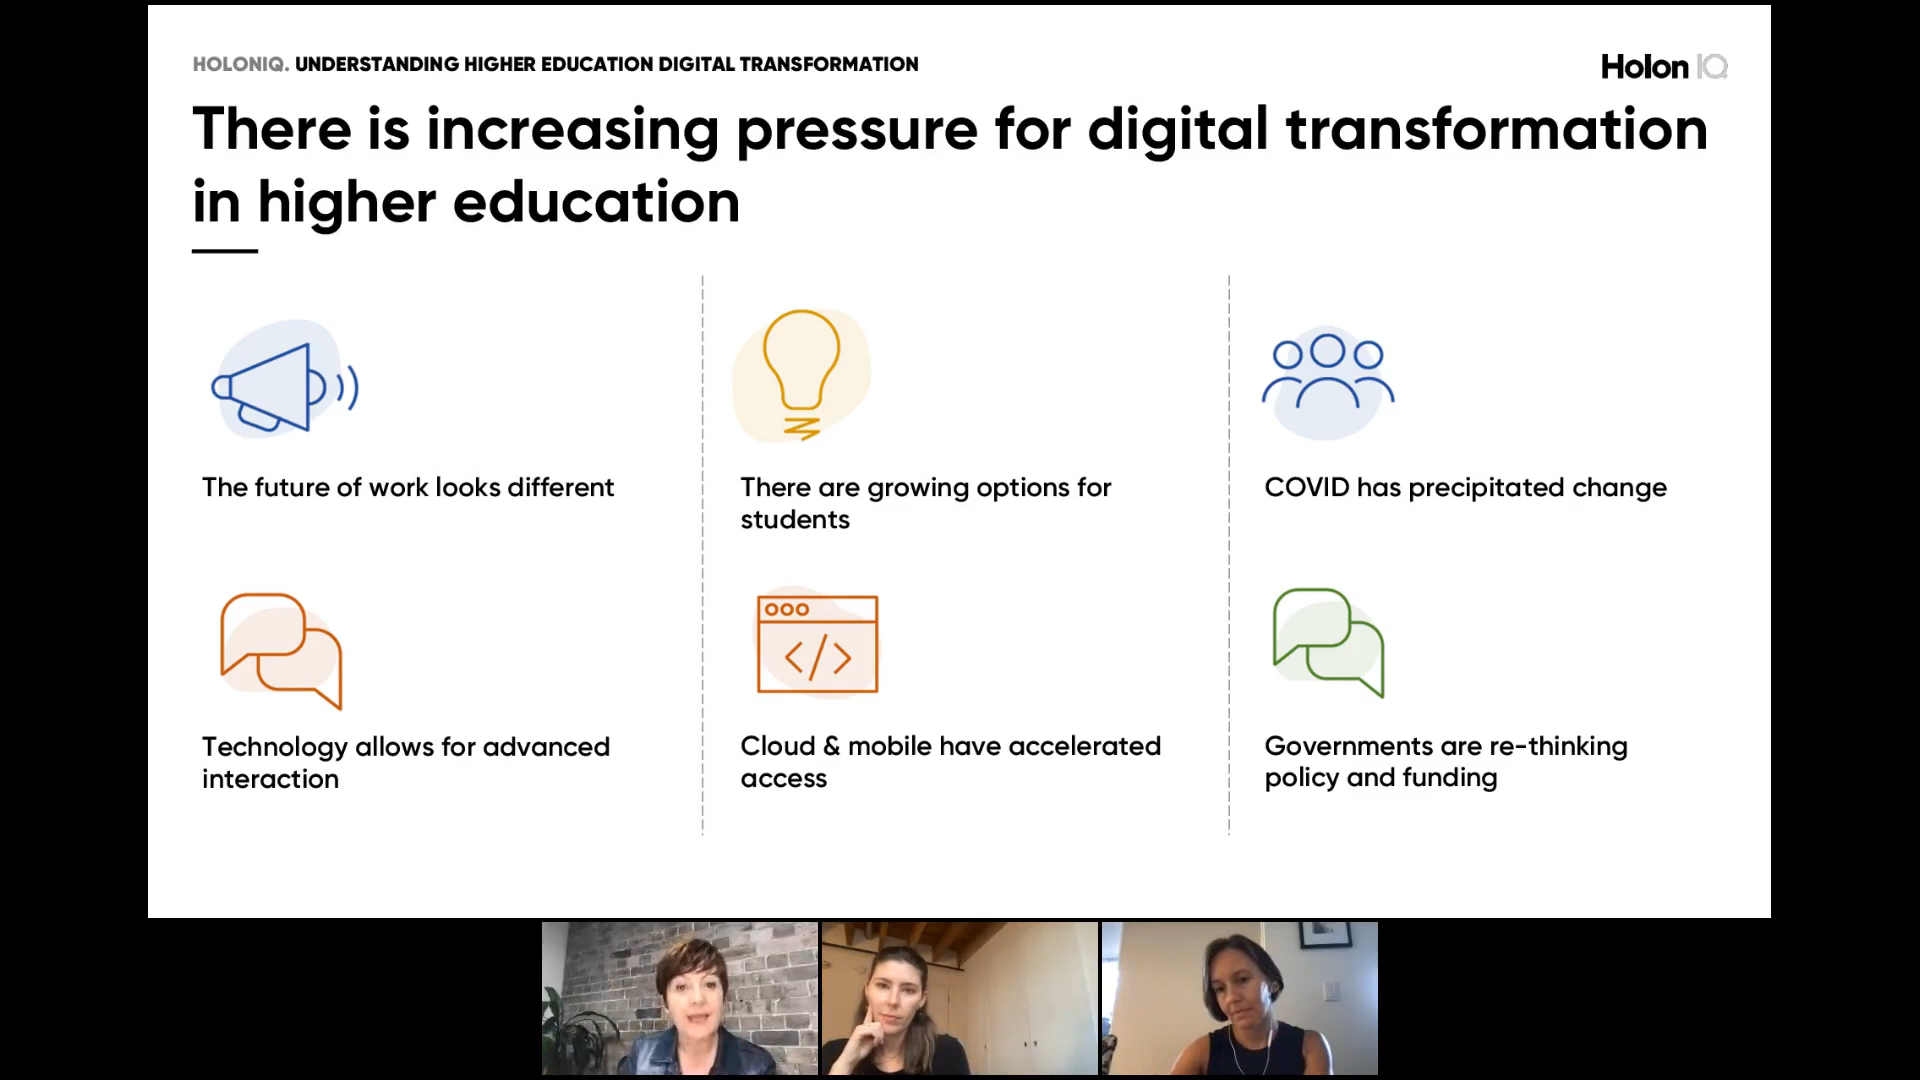 HOLONIQ. UNDERSTANDING HIGHER EDUCATION DIGITAL TRANSFORMATION
Holon IQ
There is increasing pressure for digital transformation
in higher education
The future of work looks different
There are growing options for
students
COVID has precipitated change
</>
Technology allows for advanced
interaction
Cloud & mobile have accelerated
access
Governments are re-thinking
policy and funding